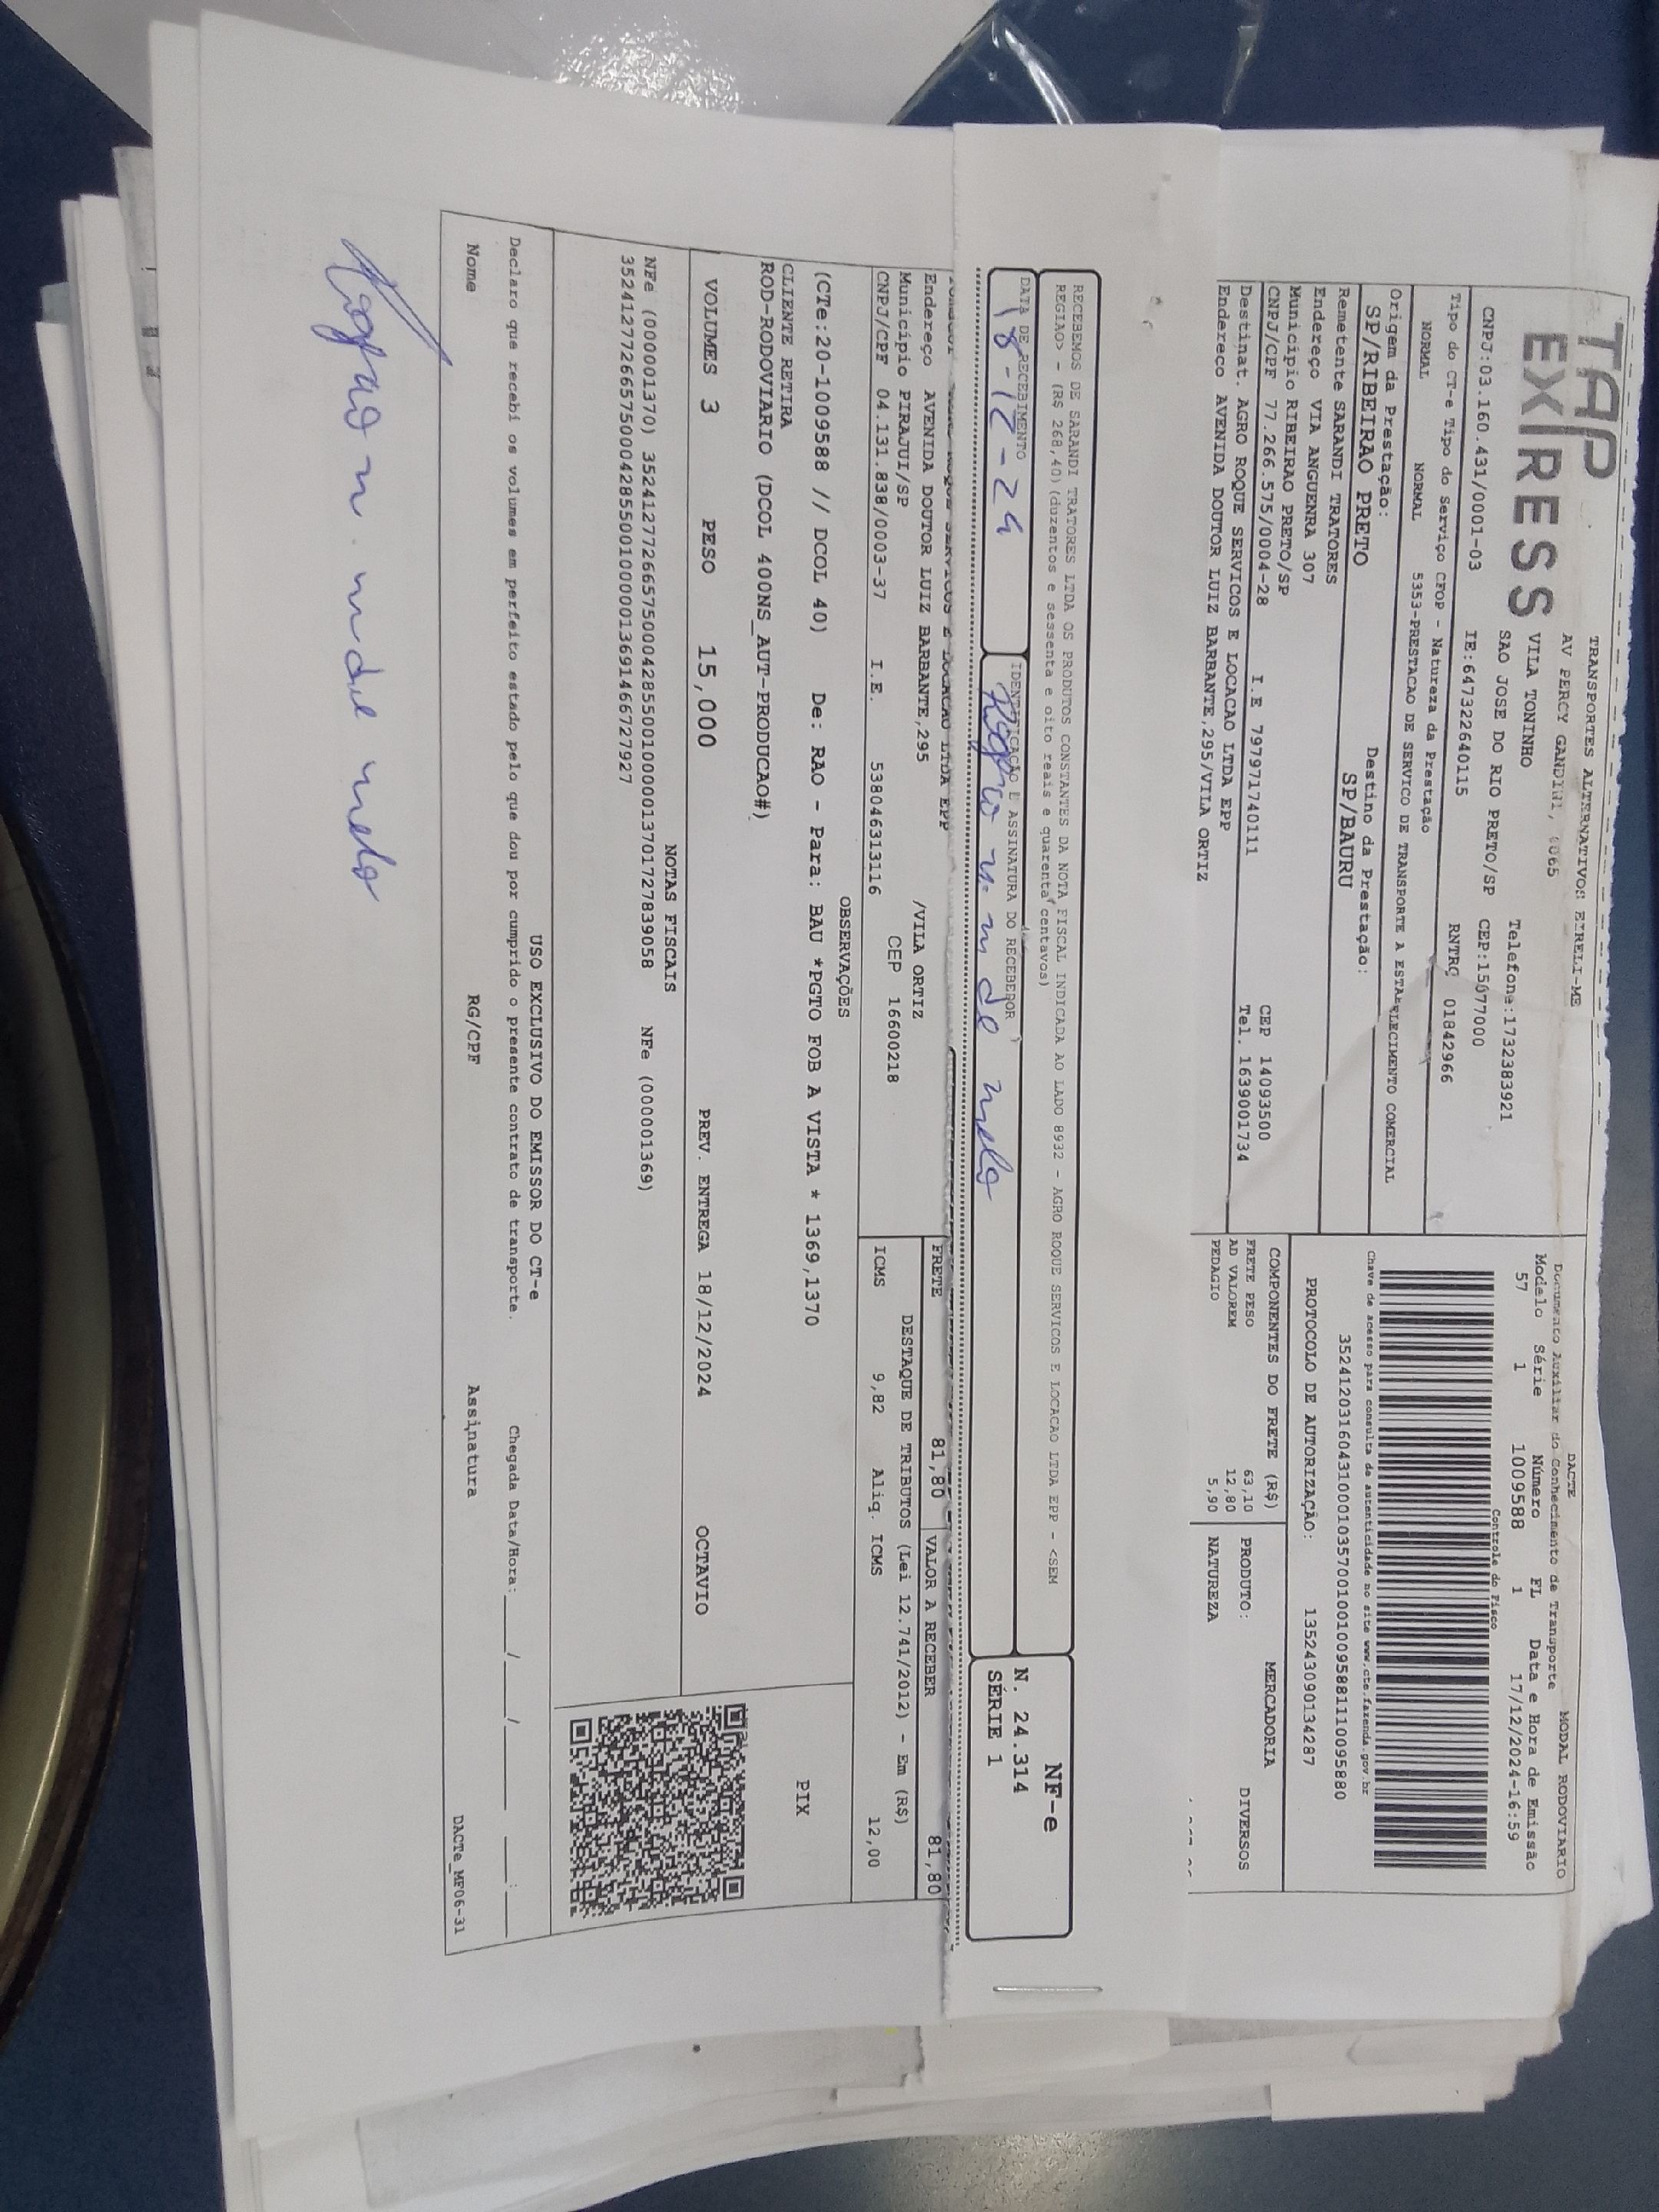 TAP
EXPRESS
TRANSPORTES ALTERNATIVOS EIRELI-ME
AV PERCY GANDINI,
VILA TONINHO
Telefone:1732383921
SAO JOSE DO RIO PRETO/SP CEP:15077000
CNPJ:03.160.431/0001-03 IE:647322640115 RNTRC 01842966
Tipo do CT-e Tipo do Serviço CFOP - Natureza da Prestação
NORMAL NORMAL 5353-PRESTACAO DE SERVICO DE TRANSPORTE A ESTABELECIMENTO COMERCIAL
Origem da Prestação: Destino da Prestação:
SP/RIBEIRAO PRETO SP/BAURU
Remetente SARANDI TRATORES
Endereço VIA ANGUENRA 307
Municipio RIBEIRAO PRETO/SP CEP 14093500
CNPJ/CPF 77.266.575/0004-28 I.E 797971740111 Tel. 1639001734
Destinat. AGRO ROQUE SERVICOS E LOCACAO LTDA EPP
Endereço AVENIDA DOUTOR LUIZ BARBANTE,295/VILA ORTIZ
DACTE MODAL RODOVIARIO
Documento Auxiliar do Conhecimento de Transporte
Modelo Série Número FL Data e Hora de Emissão
57 1 1009588 1 17/12/2024-16:59
Controle do Fisco
Chave de acesso para consulta de autenticidade no site www.cte.fazenda.gov.br
35241203160431000103570010010095881110095880
PROTOCOLO DE AUTORIZAÇÃO: 135243090134287
COMPONENTES DO FRETE (R$) MERCADORIA
FRETE PESO 63,10 PRODUTO: DIVERSOS
AD VALOREM 12,80
PEDAGIO 5,90 NATUREZA
RECEBEMOS DE SARANDI TRATORES LTDA OS PRODUTOS CONSTANTES DA NOTA FISCAL INDICADA AO LADO 8932 - AGRO ROQUE SERVICOS E LOCACAO LTDA EPP - <SEM
REGIAO> - (R$ 268,40)(duzentos e sessenta e oito reais e quarenta centavos)
DATA DE RECEBIMENTO IDENTIFICAÇÃO E ASSINATURA DO RECEBEDOR
18-12-24
NF-e
N. 24.314
SÉRIE 1
Endereço AVENIDA DOUTOR LUIZ BARBANTE,295 /VILA ORTIZ
Município PIRAJUI/SP CEP 16600218
CNPJ/CPF 04.131.838/0003-37 I.E. 538046313116
FRETE 81,80 VALOR A RECEBER 81,80
DESTAQUE DE TRIBUTOS (Lei 12.741/2012) - Em (R$)
ICMS 9,82 Aliq. ICMS 12,00
OBSERVAÇÕES
(CTe:20-1009588 // DCOL 40) De: RAO - Para: BAU *PGTO FOB A VISTA * 1369,1370
CLIENTE RETIRA
ROD-RODOVIARIO (DCOL 400NS_AUT-PRODUCAO#)
PIX
VOLUMES 3 PESO 15,000 PREV. ENTREGA 18/12/2024 OCTAVIO
NOTAS FISCAIS
NFe (000001370) 35241277266575000428550010000013701727839058 NFe (000001369)
35241277266575000428550010000013691466727927
USO EXCLUSIVO DO EMISSOR DO CT-e
Declaro que recebi os volumes em perfeito estado pelo que dou por cumprido o presente contrato de transporte. Chegada Data/Hora: / / :
Nome RG/CPF Assinatura DACTe_MF06-31